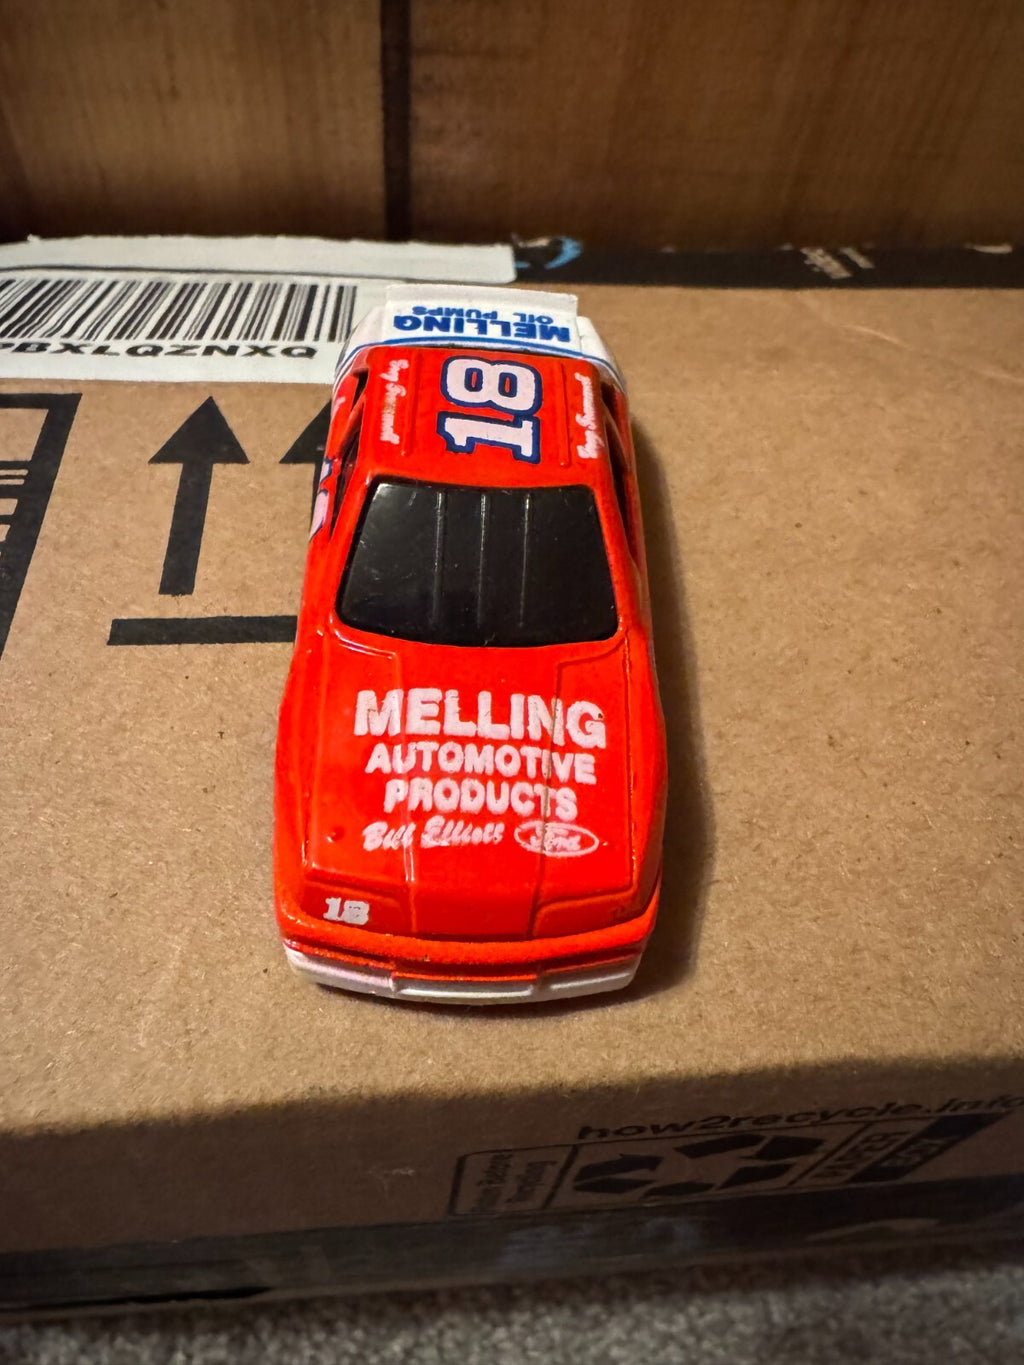 PBXLQZNXQ
MELLING
OIL PUMPS
18
MELLING
AUTOMOTIVE
PRODUCTS
Bill Elliott Ford
18
how2recycle.info